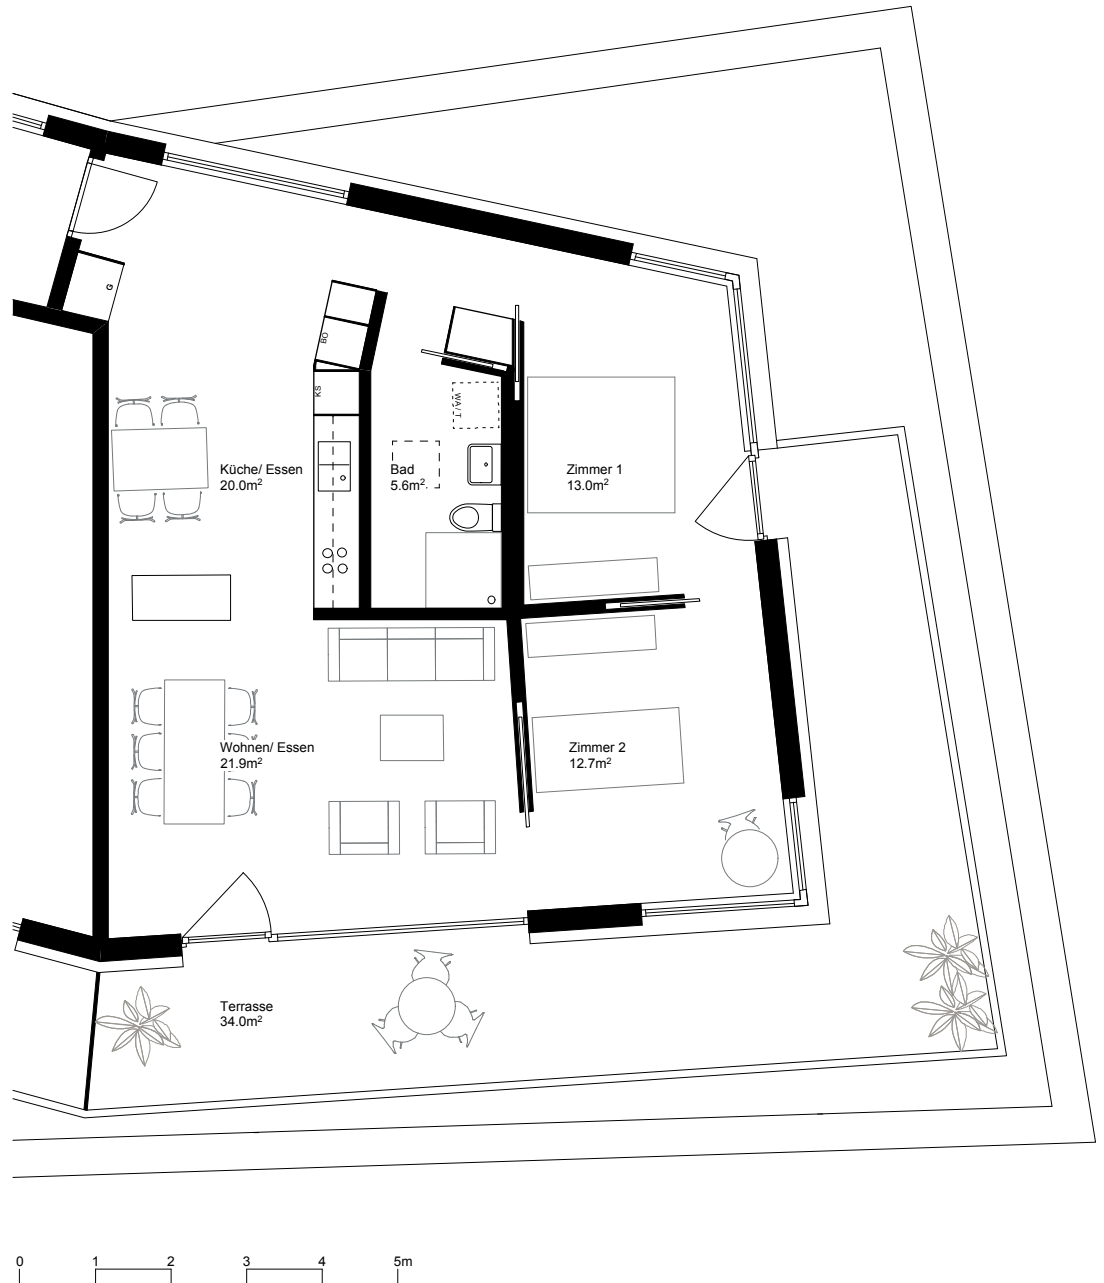 G
BO
KS
WA/T
Küche/ Essen
20.0m²
Bad
5.6m².
Zimmer 1
13.0m²
Wohnen/ Essen
21.9m²
Zimmer 2
12.7m²
Terrasse
34.0m²
0 1 2 3 4 5m